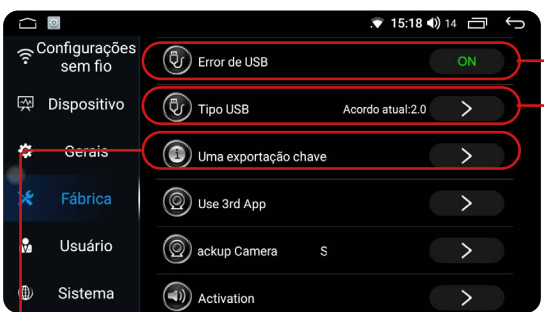 15:18 14
Configurações
sem fio
Dispositivo
Gerais
Fábrica
Usuário
Sistema
Error de USB ON
Tipo USB Acordo atual:2.0
Uma exportação chave
Use 3rd App
ackup Camera S
Activation